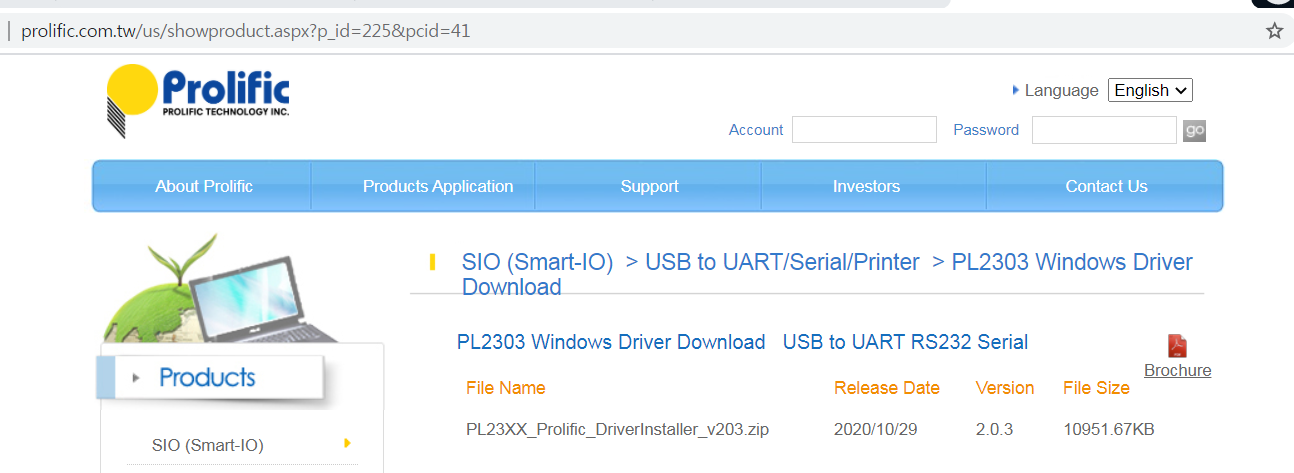 prolific.com.tw/us/showproduct.aspx?p_id=225&pcid=41
Prolific
PROLIFIC TECHNOLOGY INC.
Language English
Account Password go
About Prolific Products Application Support Investors Contact Us
SIO (Smart-IO) > USB to UART/Serial/Printer > PL2303 Windows Driver
Download
PL2303 Windows Driver Download USB to UART RS232 Serial
Brochure
Products
File Name Release Date Version File Size
PL23XX_Prolific_DriverInstaller_v203.zip 2020/10/29 2.0.3 10951.67KB
SIO (Smart-IO)